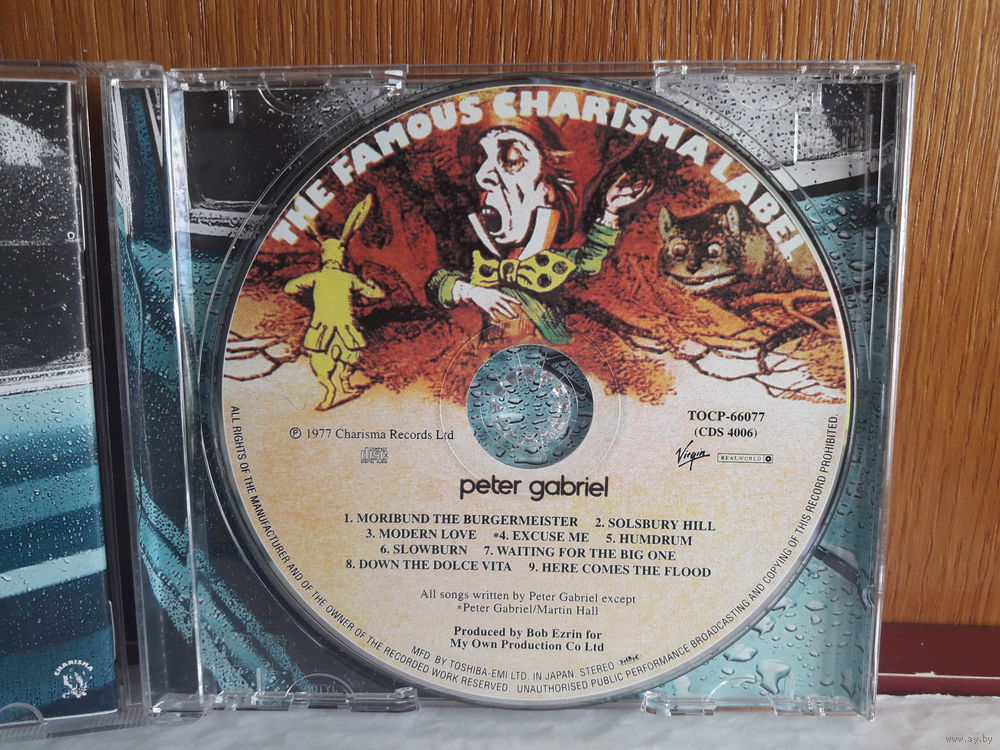 THE FAMOUS CHARISMA LABEL
TOCP-66077
(CDS 4006)
℗ 1977 Charisma Records Ltd
COMPACT
disc
DIGITAL AUDIO
Virgin
REALWORLD
peter gabriel
1. MORIBUND THE BURGERMEISTER 2. SOLSBURY HILL
3. MODERN LOVE *4. EXCUSE ME 5. HUMDRUM
6. SLOWBURN 7. WAITING FOR THE BIG ONE
8. DOWN THE DOLCE VITA 9. HERE COMES THE FLOOD
All songs written by Peter Gabriel except
*Peter Gabriel/Martin Hall
Produced by Bob Ezrin for
My Own Production Co Ltd
MFD. BY TOSHIBA-EMI LTD. IN JAPAN. STEREO
ALL RIGHTS OF THE MANUFACTURER AND OF THE OWNER OF THE RECORDED WORK RESERVED. UNAUTHORISED PUBLIC PERFORMANCE BROADCASTING AND COPYING OF THIS RECORD PROHIBITED.
CHARISMA
www.ay.by